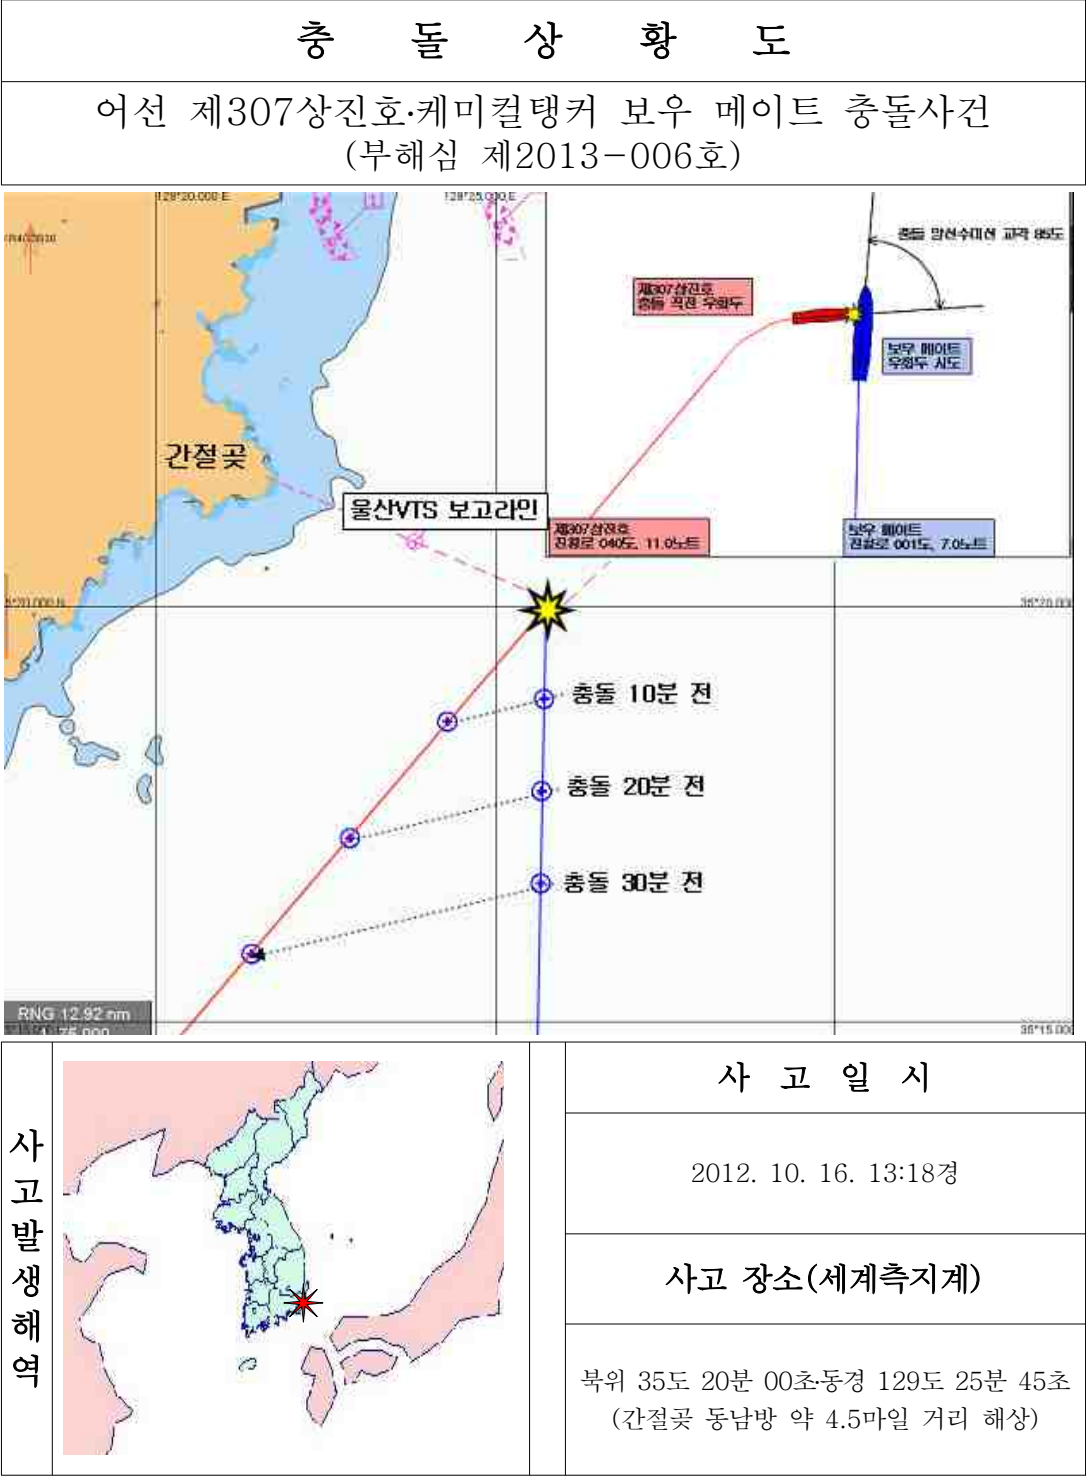 충 돌 상 황 도
어선 제307상진호·케미컬탱커 보우 메이트 충돌사건
(부해심 제2013-006호)
129°20.000'E
129°25.000'E
충돌 양선수미선 교각 85도
제307상진호
충돌 직전 우회두
보우 메이트
우회두 시도
간절곶
울산VTS 보고라인
제307상진호
진침로 040도, 11.0노트
보우 메이트
진침로 001도, 7.0노트
충돌 10분 전
충돌 20분 전
충돌 30분 전
RNG 12.92 nm
사고발생해역
사 고 일 시
2012. 10. 16. 13:18경
사고 장소(세계측지계)
북위 35도 20분 00초·동경 129도 25분 45초
(간절곶 동남방 약 4.5마일 거리 해상)